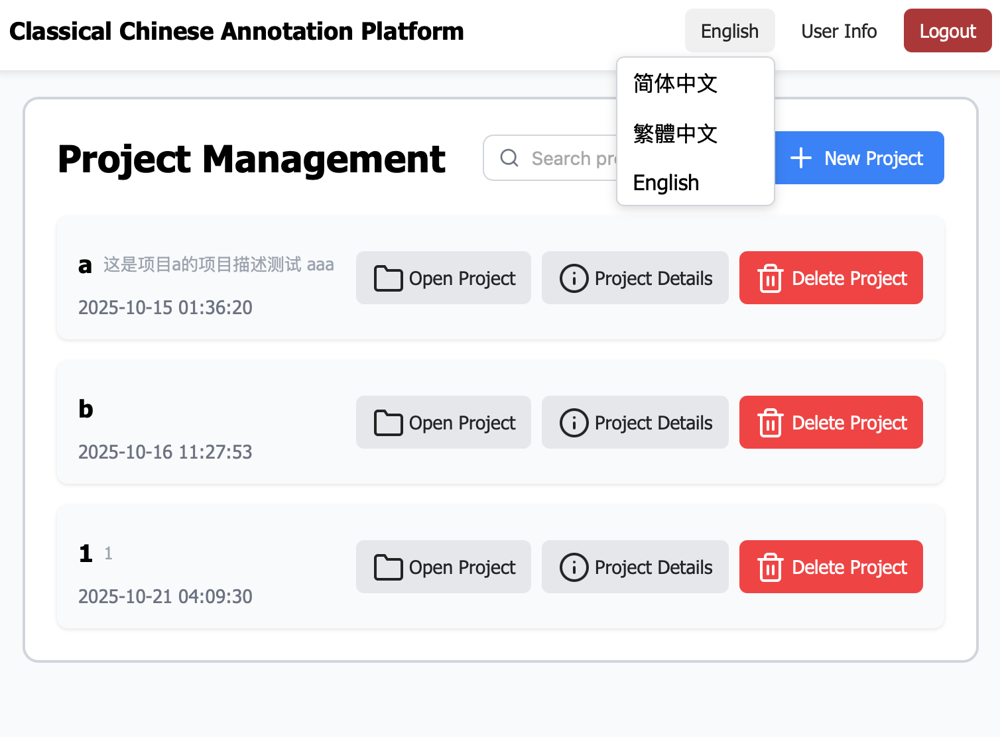 Classical Chinese Annotation Platform
English
User Info
Logout
简体中文
繁體中文
English
Project Management
Search
New Project
a 这是项目a的项目描述测试 aaa
2025-10-15 01:36:20
Open Project
Project Details
Delete Project
b
2025-10-16 11:27:53
Open Project
Project Details
Delete Project
1 1
2025-10-21 04:09:30
Open Project
Project Details
Delete Project